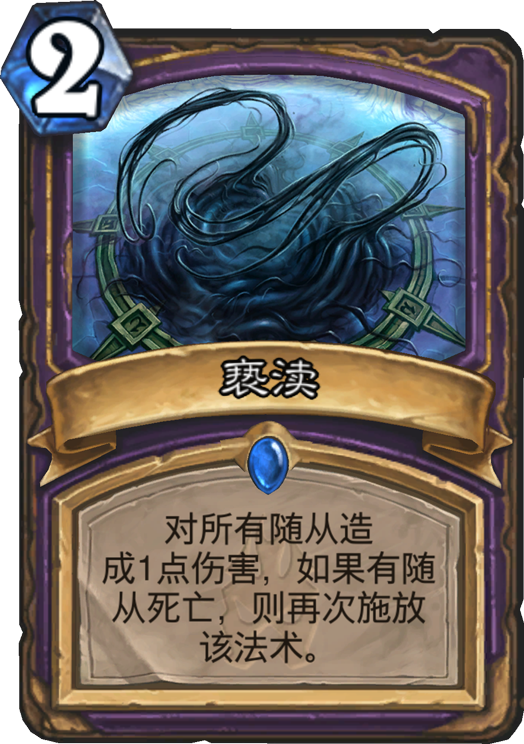 2
亵渎
对所有随从造
成1点伤害，如果有随
从死亡，则再次施放
该法术。